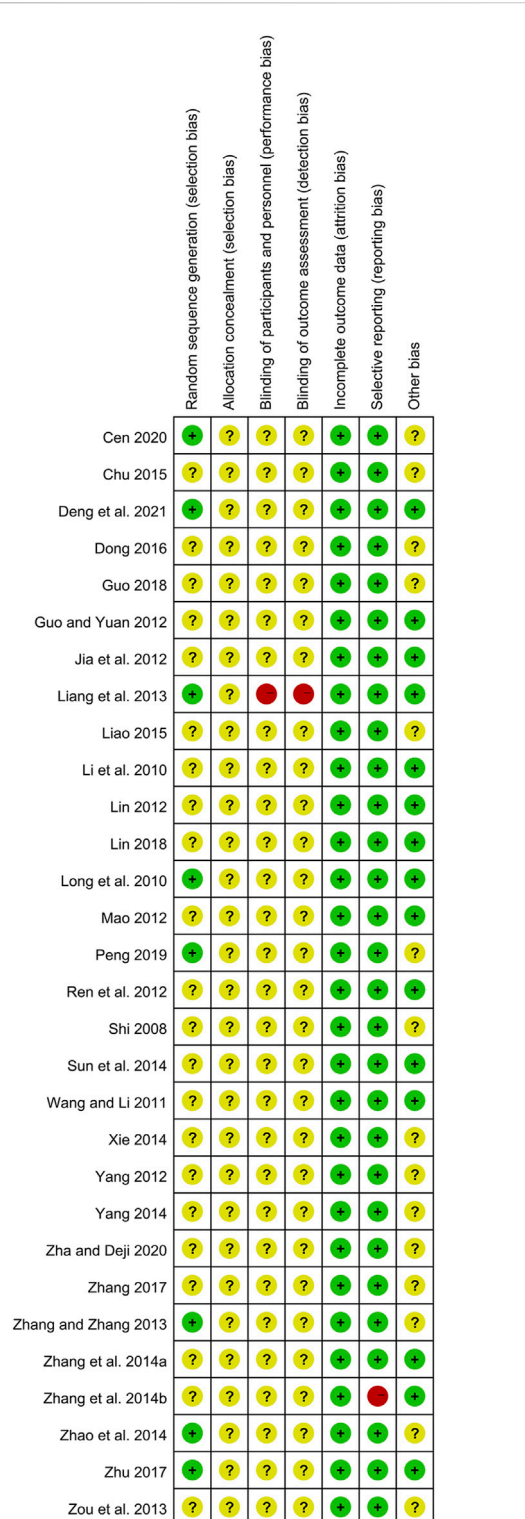 Random sequence generation (selection bias)
Allocation concealment (selection bias)
Blinding of participants and personnel (performance bias)
Blinding of outcome assessment (detection bias)
Incomplete outcome data (attrition bias)
Selective reporting (reporting bias)
Other bias
Cen 2020 + ? ? ? + + ?
Chu 2015 ? ? ? ? + + ?
Deng et al. 2021 + ? ? ? + + +
Dong 2016 ? ? ? ? + + ?
Guo 2018 ? ? ? ? + + ?
Guo and Yuan 2012 ? ? ? ? + + +
Jia et al. 2012 ? ? ? ? + + +
Liang et al. 2013 + ? - - + + +
Liao 2015 ? ? ? ? + + ?
Li et al. 2010 ? ? ? ? + + +
Lin 2012 ? ? ? ? + + +
Lin 2018 ? ? ? ? + + +
Long et al. 2010 + ? ? ? + + +
Mao 2012 ? ? ? ? + + +
Peng 2019 + ? ? ? + + ?
Ren et al. 2012 ? ? ? ? + + +
Shi 2008 ? ? ? ? + + ?
Sun et al. 2014 ? ? ? ? + + +
Wang and Li 2011 ? ? ? ? + + +
Xie 2014 ? ? ? ? + + ?
Yang 2012 ? ? ? ? + + ?
Yang 2014 ? ? ? ? + + ?
Zha and Deji 2020 ? ? ? ? + + ?
Zhang 2017 ? ? ? ? + + ?
Zhang and Zhang 2013 + ? ? ? + + ?
Zhang et al. 2014a ? ? ? ? + + +
Zhang et al. 2014b ? ? ? ? + - +
Zhao et al. 2014 + ? ? ? + + ?
Zhu 2017 + ? ? ? + + +
Zou et al. 2013 ? ? ? ? + + ?